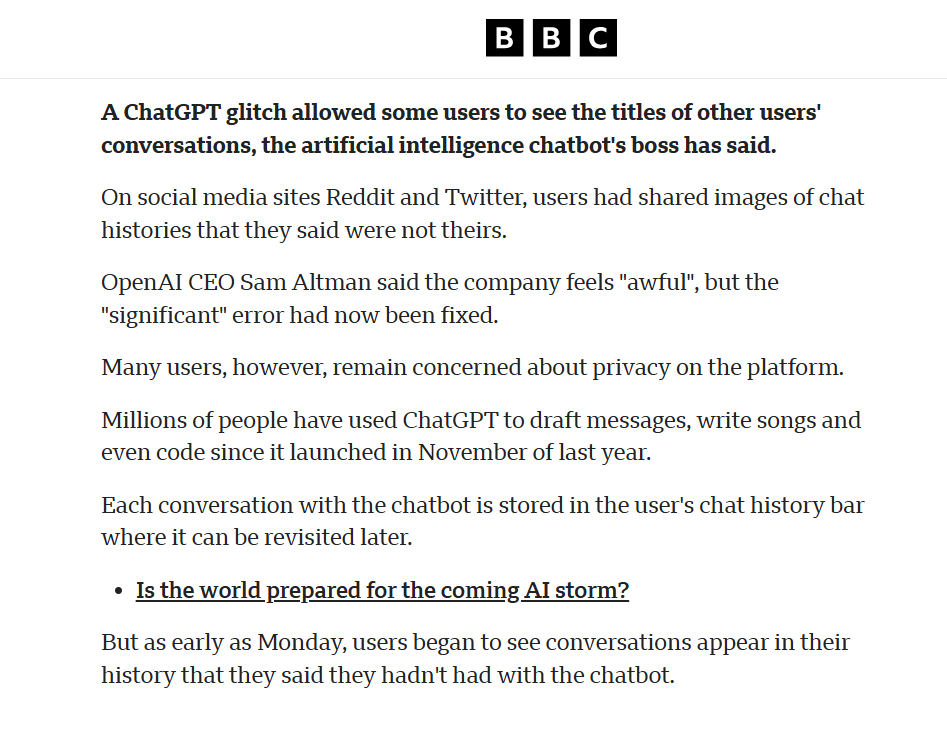 BBC
A ChatGPT glitch allowed some users to see the titles of other users'
conversations, the artificial intelligence chatbot's boss has said.
On social media sites Reddit and Twitter, users had shared images of chat
histories that they said were not theirs.
OpenAI CEO Sam Altman said the company feels "awful", but the
"significant" error had now been fixed.
Many users, however, remain concerned about privacy on the platform.
Millions of people have used ChatGPT to draft messages, write songs and
even code since it launched in November of last year.
Each conversation with the chatbot is stored in the user's chat history bar
where it can be revisited later.
• Is the world prepared for the coming AI storm?
But as early as Monday, users began to see conversations appear in their
history that they said they hadn't had with the chatbot.